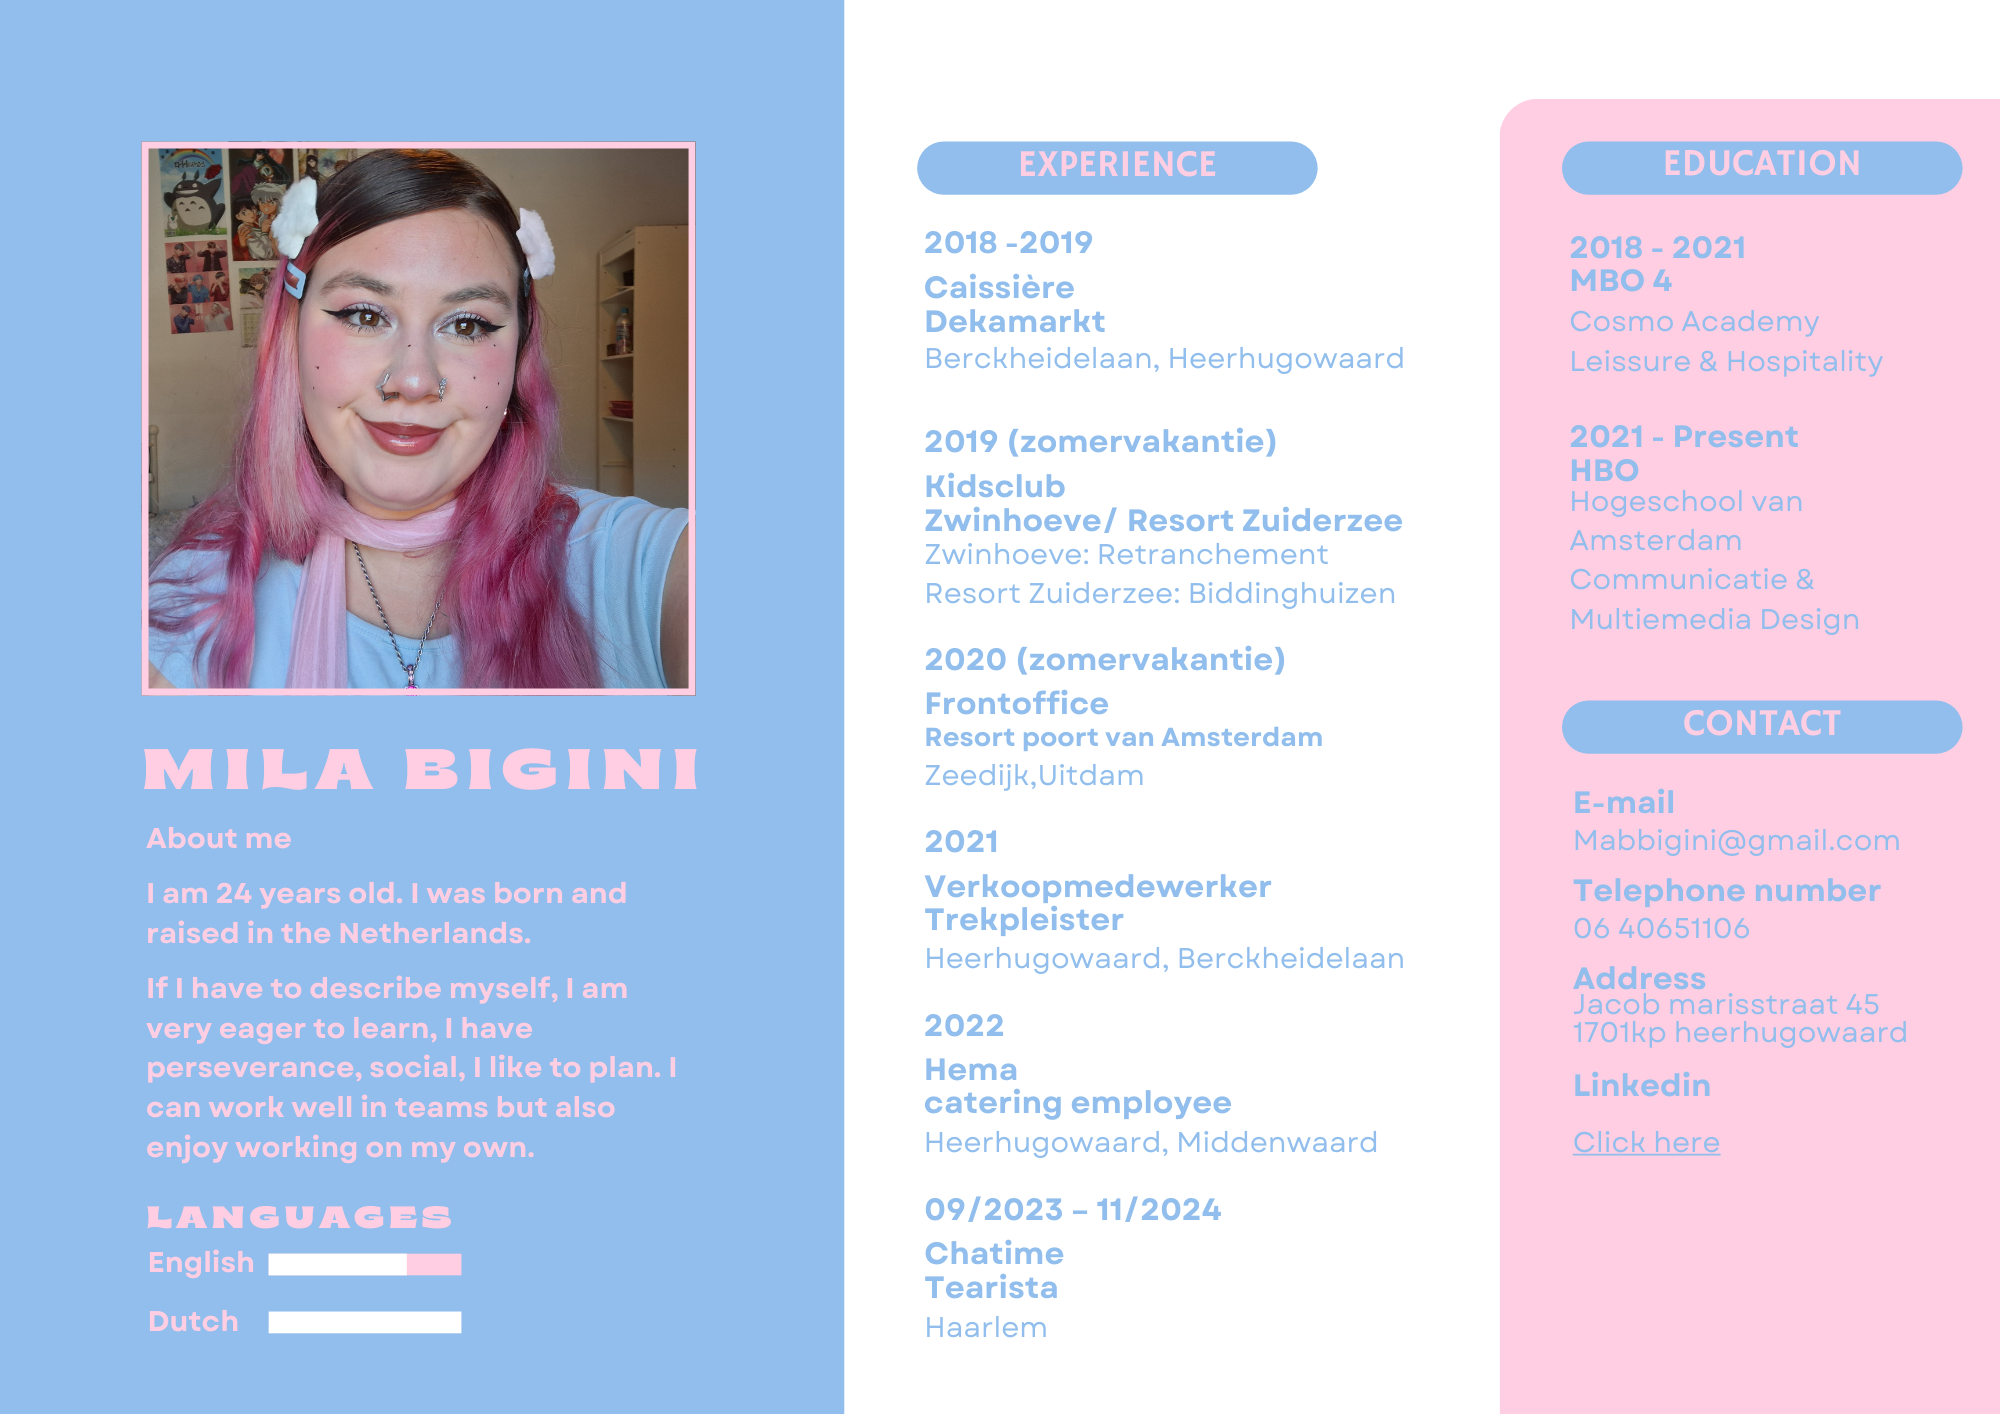 MILA BIGINI
About me
I am 24 years old. I was born and
raised in the Netherlands.
If I have to describe myself, I am
very eager to learn, I have
perseverance, social, I like to plan. I
can work well in teams but also
enjoy working on my own.
LANGUAGES
English
Dutch
EXPERIENCE
2018 -2019
Caissière
Dekamarkt
Berckheidelaan, Heerhugowaard
2019 (zomervakantie)
Kidsclub
Zwinhoeve/ Resort Zuiderzee
Zwinhoeve: Retranchement
Resort Zuiderzee: Biddinghuizen
2020 (zomervakantie)
Frontoffice
Resort poort van Amsterdam
Zeedijk,Uitdam
2021
Verkoopmedewerker
Trekpleister
Heerhugowaard, Berckheidelaan
2022
Hema
catering employee
Heerhugowaard, Middenwaard
09/2023 – 11/2024
Chatime
Tearista
Haarlem
EDUCATION
2018 - 2021
MBO 4
Cosmo Academy
Leissure & Hospitality
2021 - Present
HBO
Hogeschool van
Amsterdam
Communicatie &
Multiemedia Design
CONTACT
E-mail
Mabbigini@gmail.com
Telephone number
06 40651106
Address
Jacob marisstraat 45
1701kp heerhugowaard
Linkedin
Click here